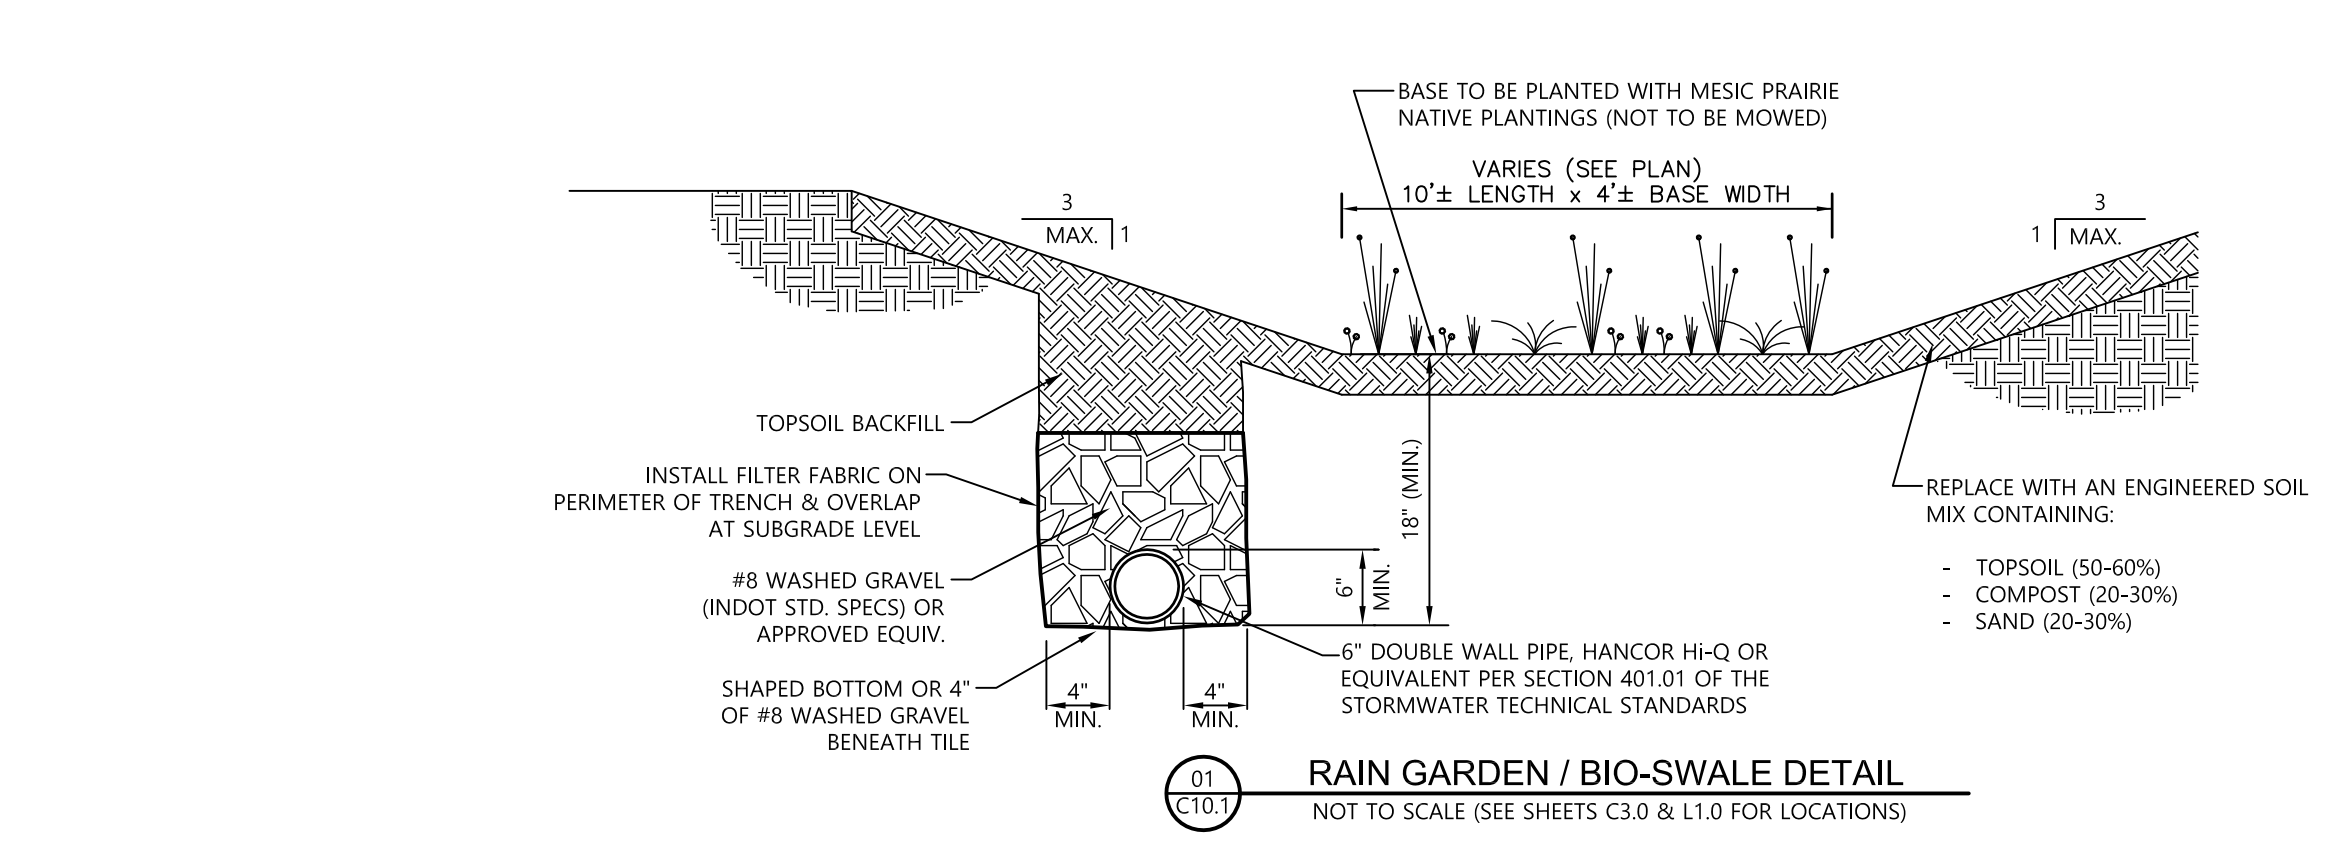 BASE TO BE PLANTED WITH MESIC PRAIRIE
NATIVE PLANTINGS (NOT TO BE MOWED)
VARIES (SEE PLAN)
10'± LENGTH x 4'± BASE WIDTH
3
MAX.
1
3
1
MAX.
TOPSOIL BACKFILL
INSTALL FILTER FABRIC ON
PERIMETER OF TRENCH & OVERLAP
AT SUBGRADE LEVEL
#8 WASHED GRAVEL
(INDOT STD. SPECS) OR
APPROVED EQUIV.
SHAPED BOTTOM OR 4"
OF #8 WASHED GRAVEL
BENEATH TILE
4"
MIN.
4"
MIN.
6"
MIN.
18" (MIN.)
6" DOUBLE WALL PIPE, HANCOR Hi-Q OR
EQUIVALENT PER SECTION 401.01 OF THE
STORMWATER TECHNICAL STANDARDS
REPLACE WITH AN ENGINEERED SOIL
MIX CONTAINING:
- TOPSOIL (50-60%)
- COMPOST (20-30%)
- SAND (20-30%)
01
C10.1
RAIN GARDEN / BIO-SWALE DETAIL
NOT TO SCALE (SEE SHEETS C3.0 & L1.0 FOR LOCATIONS)